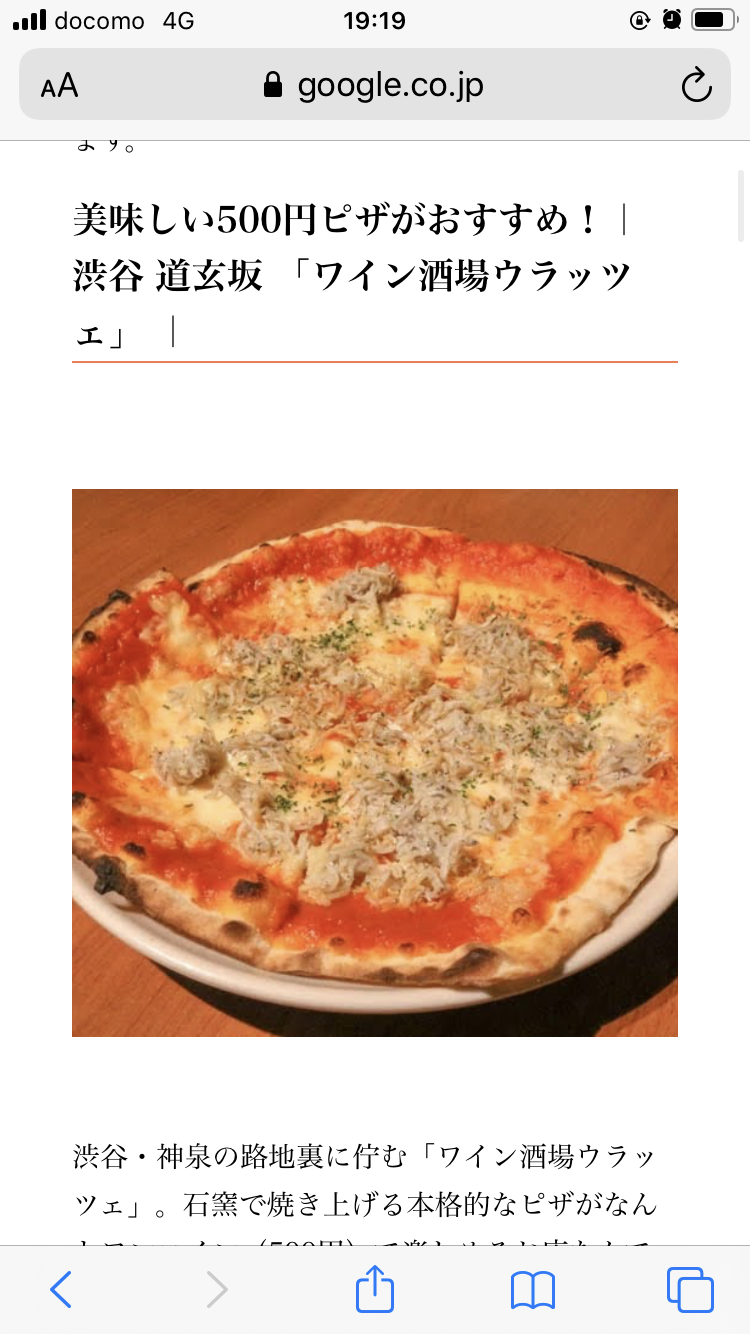 docomo 4G 19:19
AA google.co.jp
ます。
美味しい500円ピザがおすすめ！｜
渋谷 道玄坂 「ワイン酒場ウラッツ
ェ」 ｜
渋谷・神泉の路地裏に佇む「ワイン酒場ウラッ
ツェ」。石窯で焼き上げる本格的なピザがなん